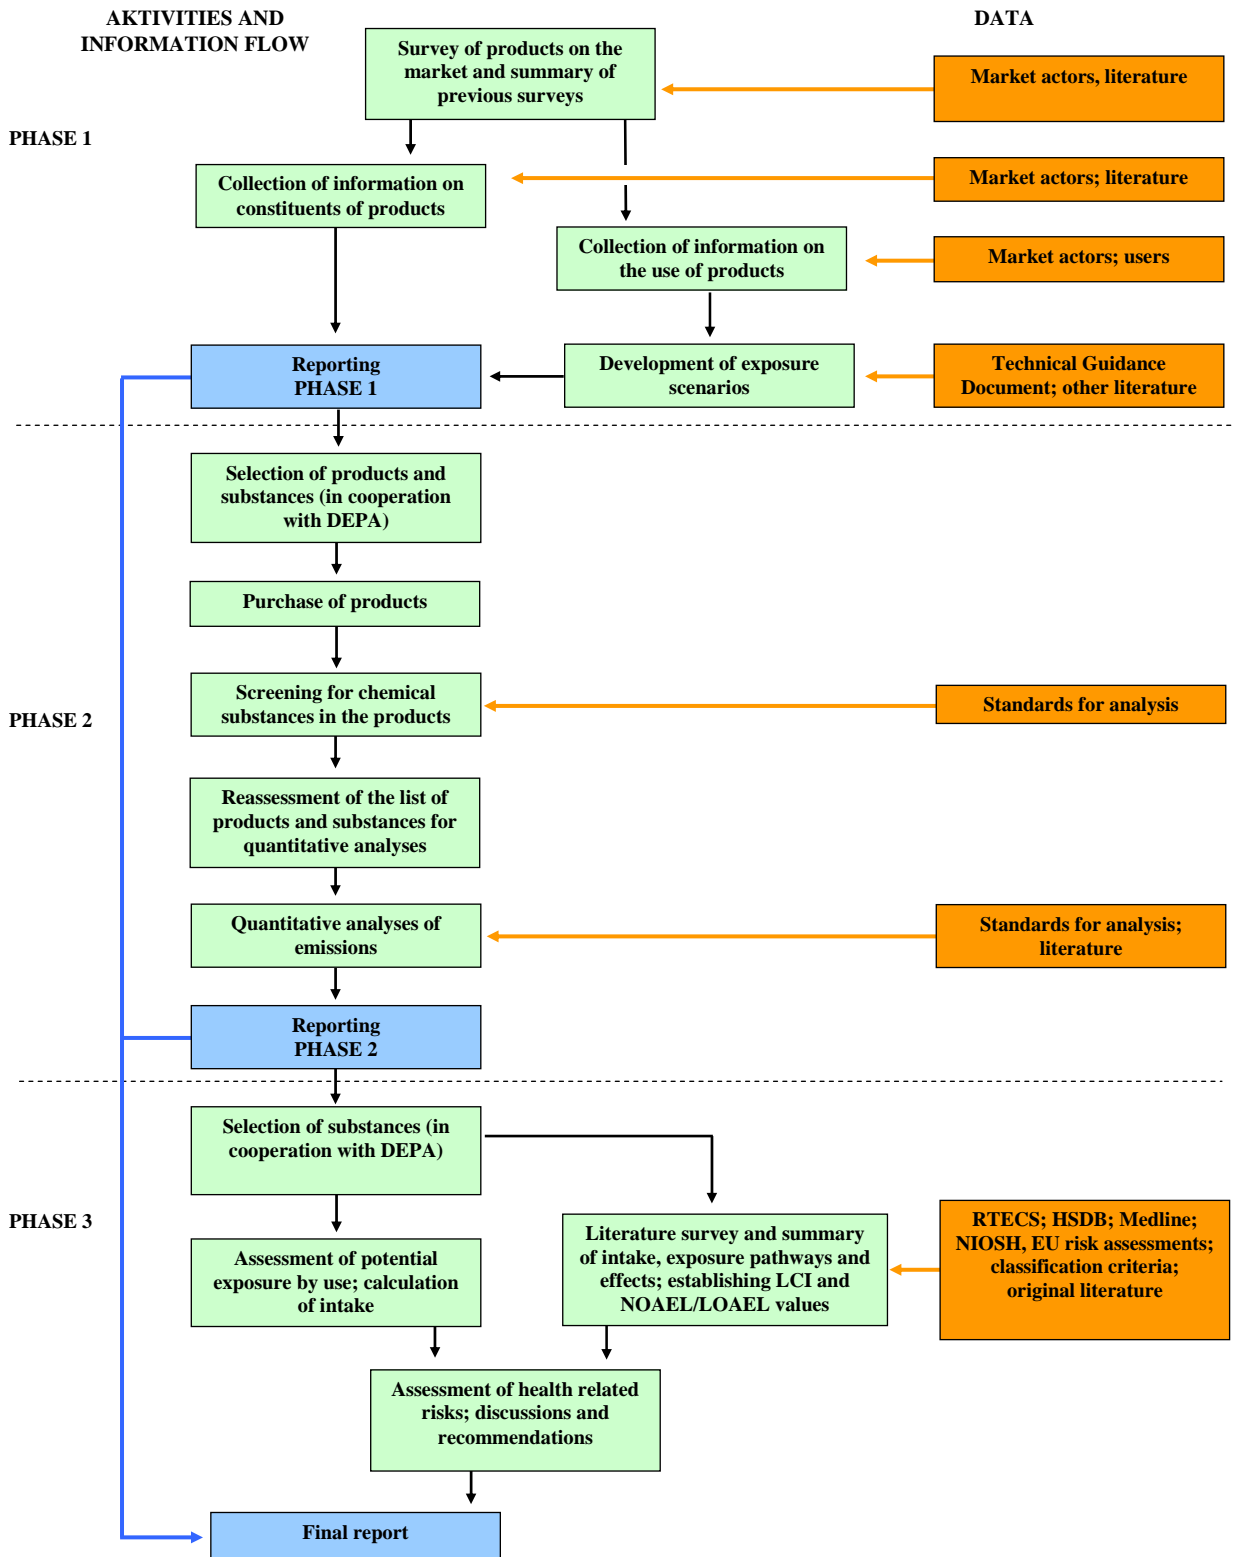 AKTIVITIES AND
INFORMATION FLOW
DATA
Survey of products on the
market and summary of
previous surveys
Market actors, literature
PHASE 1
Collection of information on
constituents of products
Market actors; literature
Collection of information on
the use of products
Market actors; users
Reporting
PHASE 1
Development of exposure
scenarios
Technical Guidance
Document; other literature
Selection of products and
substances (in cooperation
with DEPA)
Purchase of products
PHASE 2
Screening for chemical
substances in the products
Standards for analysis
Reassessment of the list of
products and substances for
quantitative analyses
Quantitative analyses of
emissions
Standards for analysis;
literature
Reporting
PHASE 2
Selection of substances (in
cooperation with DEPA)
PHASE 3
Assessment of potential
exposure by use; calculation
of intake
Literature survey and summary
of intake, exposure pathways and
effects; establishing LCI and
NOAEL/LOAEL values
RTECS; HSDB; Medline;
NIOSH, EU risk assessments;
classification criteria;
original literature
Assessment of health related
risks; discussions and
recommendations
Final report